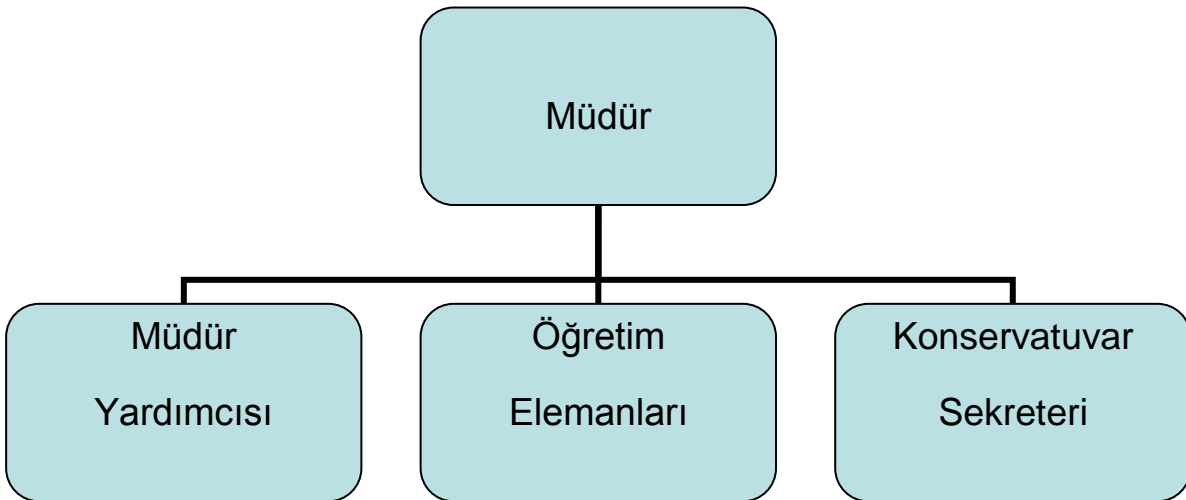 Müdür
Müdür
Yardımcısı
Öğretim
Elemanları
Konservatuvar
Sekreteri